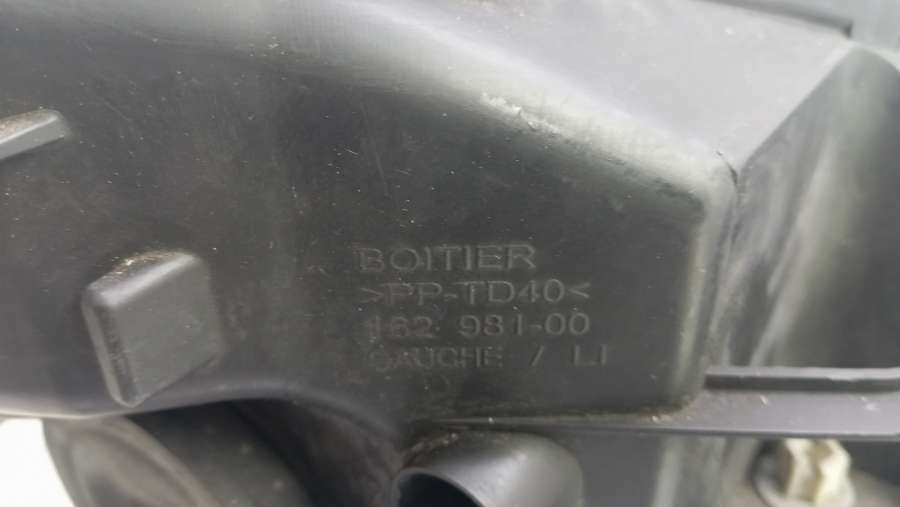 BOITIER
>PP-TD40<
162 981-00
GAUCHE / LI